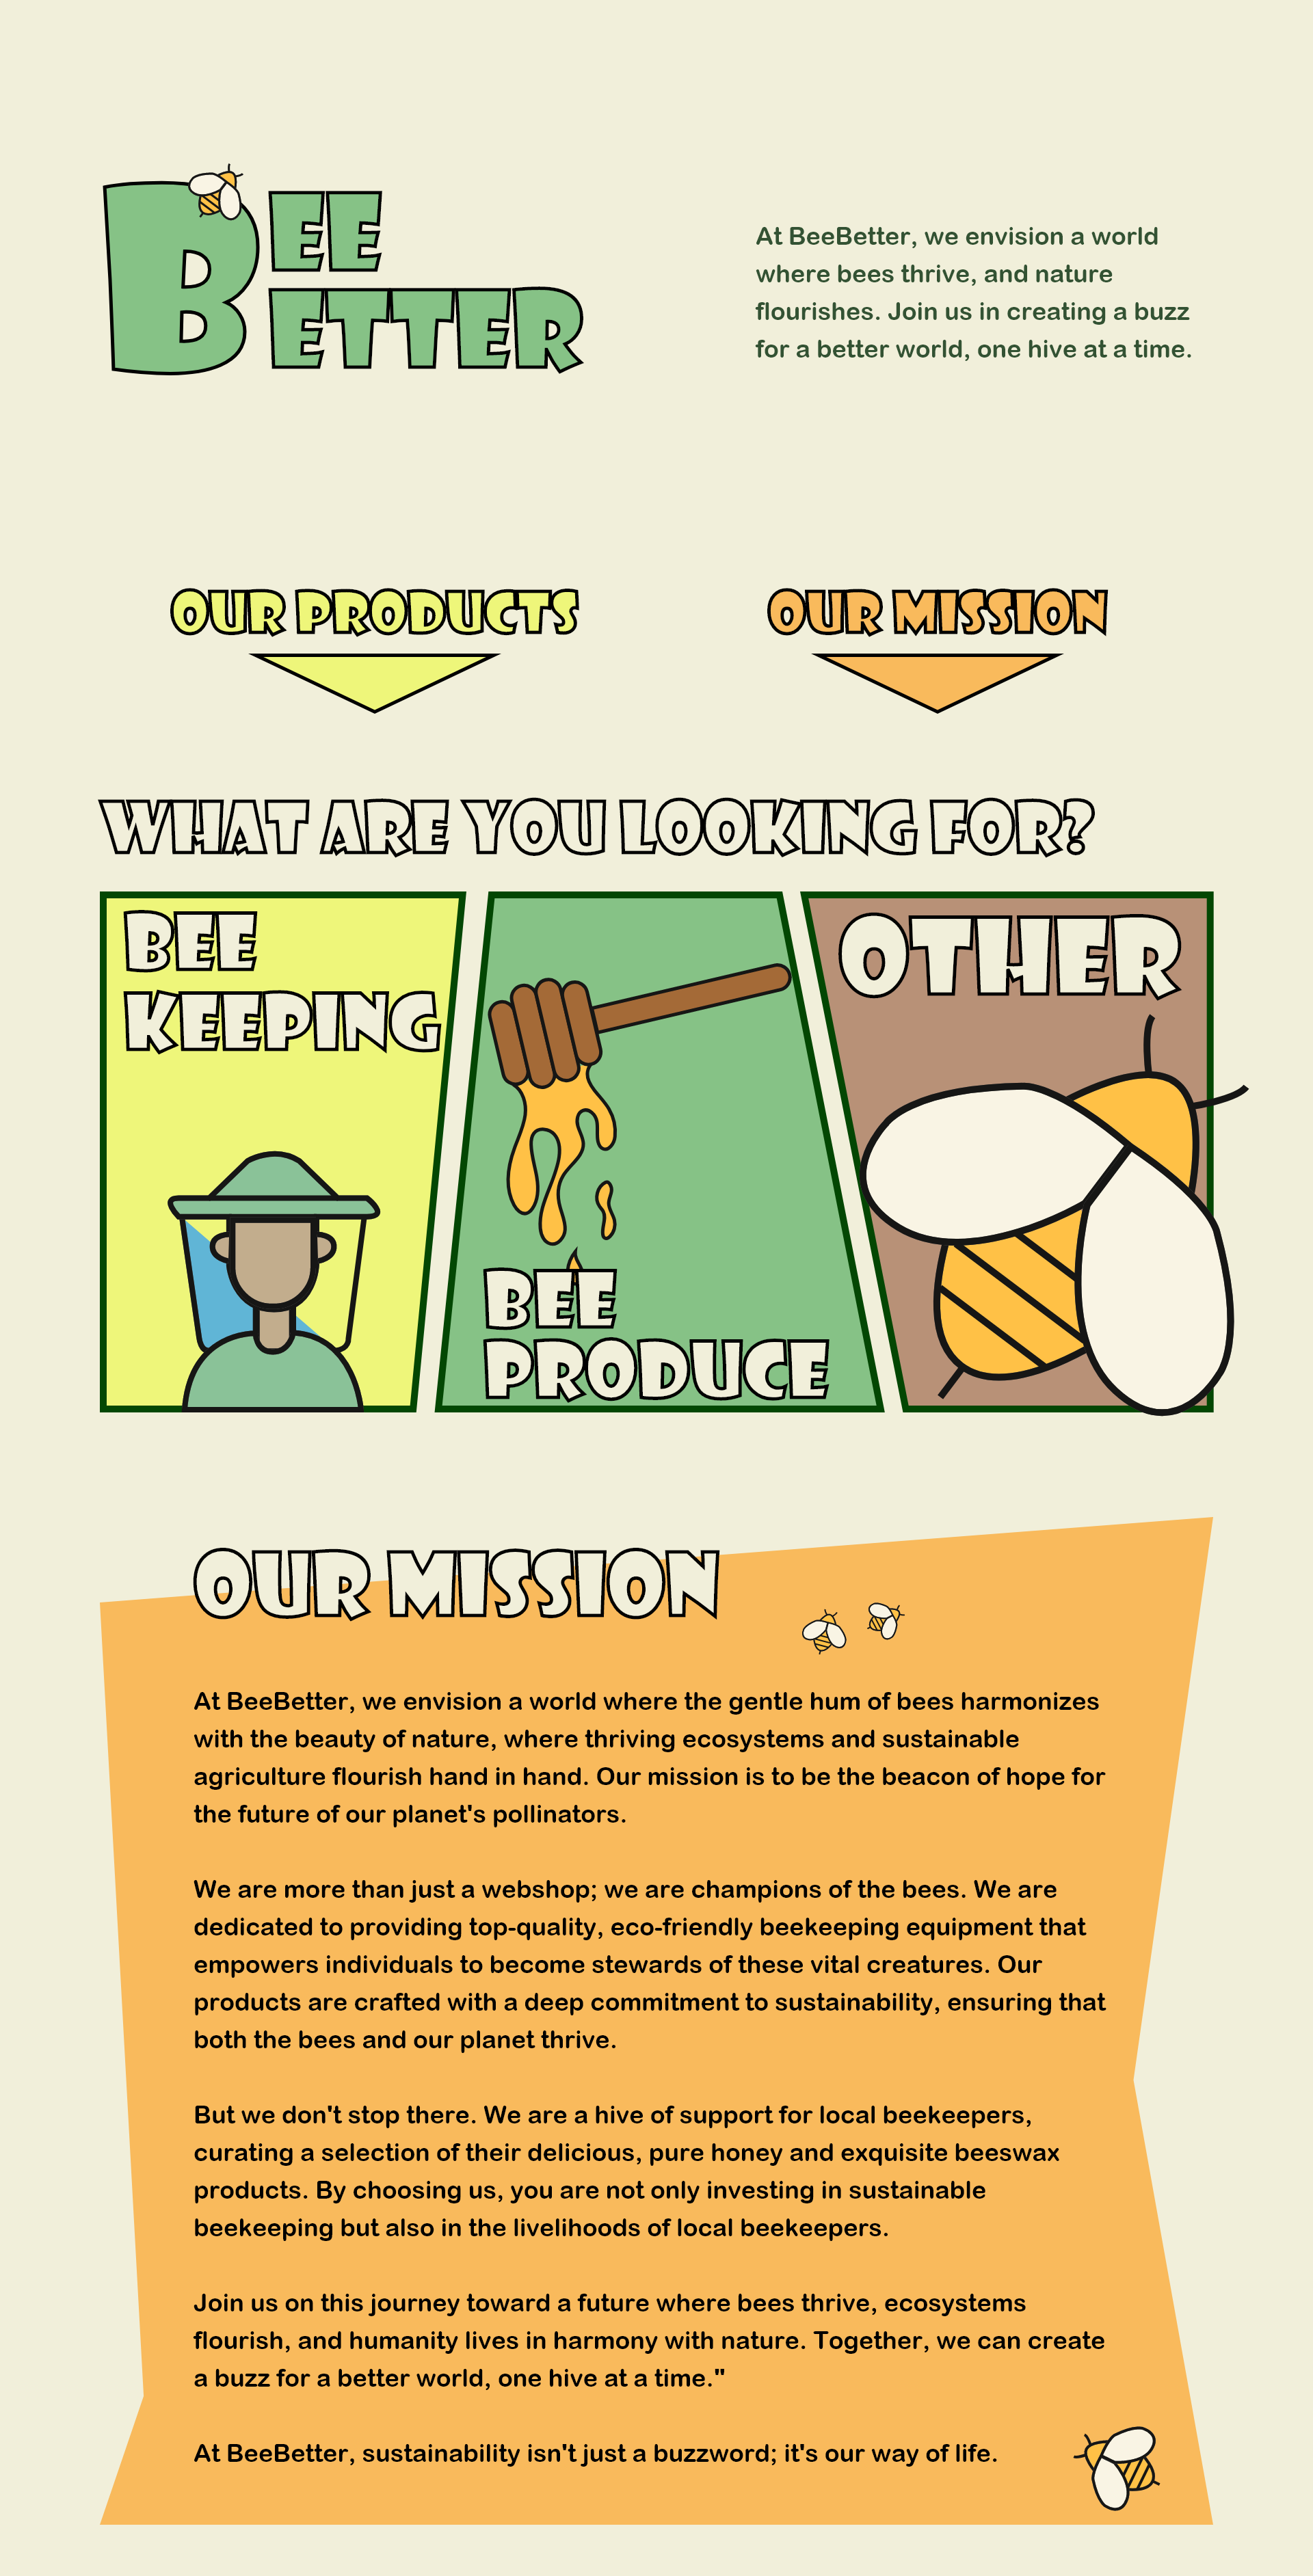 BEE
BETTER
At BeeBetter, we envision a world
where bees thrive, and nature
flourishes. Join us in creating a buzz
for a better world, one hive at a time.
OUR PRODUCTS
OUR MISSION
WHAT ARE YOU LOOKING FOR?
BEE
KEEPING
BEE
PRODUCE
OTHER
OUR MISSION
At BeeBetter, we envision a world where the gentle hum of bees harmonizes
with the beauty of nature, where thriving ecosystems and sustainable
agriculture flourish hand in hand. Our mission is to be the beacon of hope for
the future of our planet's pollinators.
We are more than just a webshop; we are champions of the bees. We are
dedicated to providing top-quality, eco-friendly beekeeping equipment that
empowers individuals to become stewards of these vital creatures. Our
products are crafted with a deep commitment to sustainability, ensuring that
both the bees and our planet thrive.
But we don't stop there. We are a hive of support for local beekeepers,
curating a selection of their delicious, pure honey and exquisite beeswax
products. By choosing us, you are not only investing in sustainable
beekeeping but also in the livelihoods of local beekeepers.
Join us on this journey toward a future where bees thrive, ecosystems
flourish, and humanity lives in harmony with nature. Together, we can create
a buzz for a better world, one hive at a time."
At BeeBetter, sustainability isn't just a buzzword; it's our way of life.